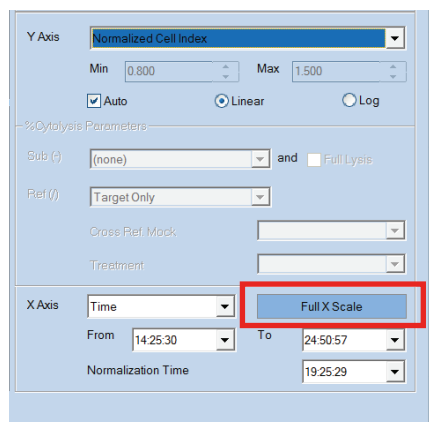 Y Axis Normalized Cell Index
Min 0.800 Max 1.500
Auto Linear Log
%Cytolysis Parameters
Sub (-) (none) and Full Lysis
Ref (/) Target Only
Cross Ref. Mock
Treatment
X Axis Time Full X Scale
From 14:25:30 To 24:50:57
Normalization Time 19:25:29